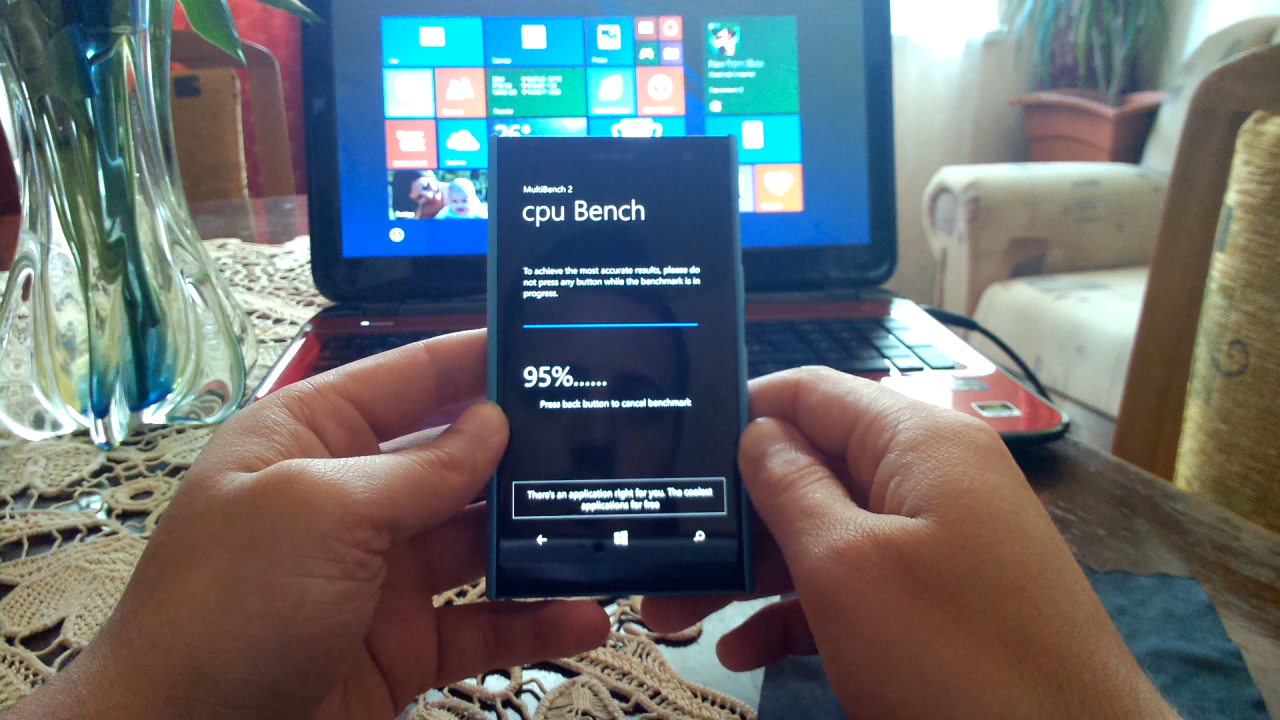 26°
MultiBench 2
cpu Bench
To achieve the most accurate results, please do
not press any button while the benchmark is in
progress.
95%......
Press back button to cancel benchmark
There's an application right for you. The coolest
applications for free